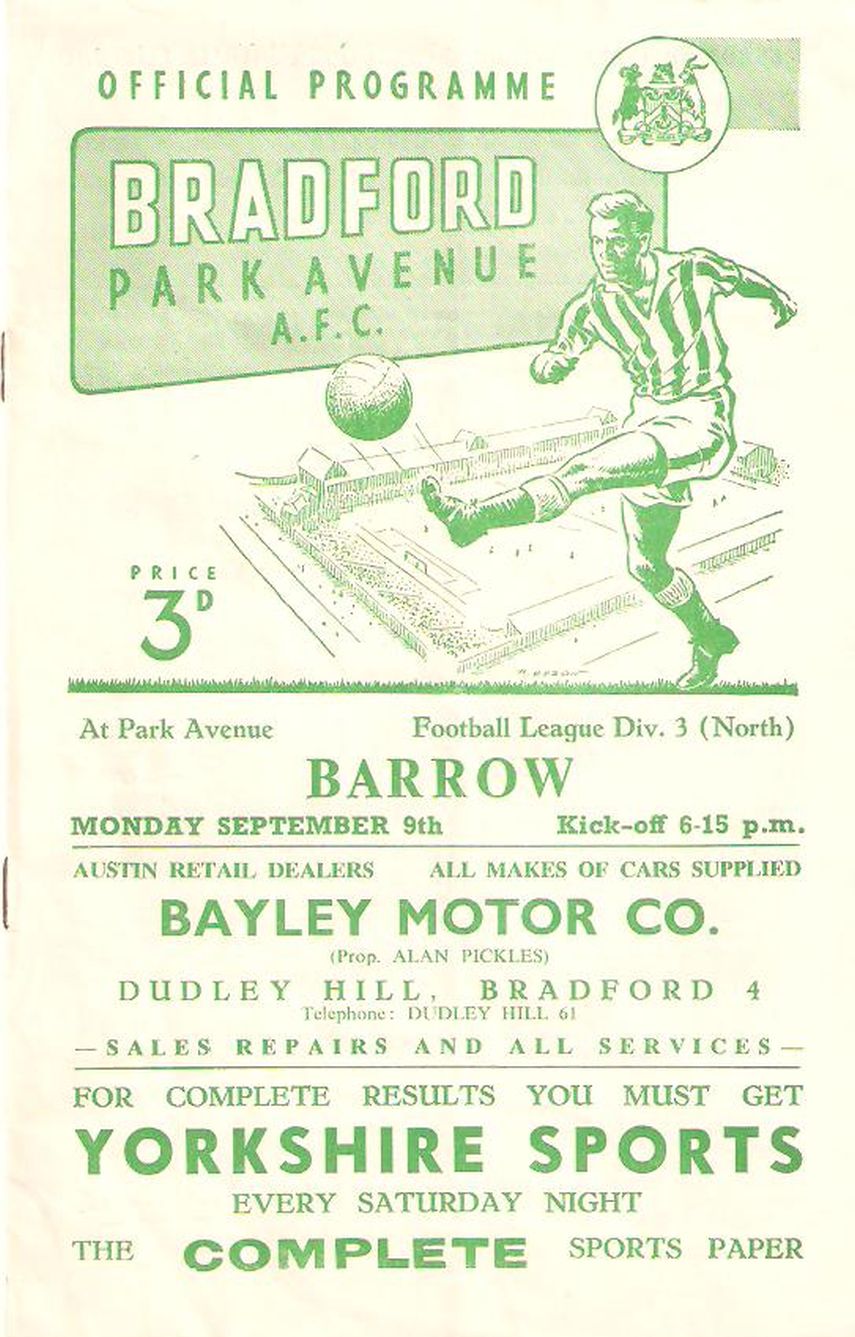 OFFICIAL PROGRAMME
BRADFORD
PARK AVENUE
A.F.C.
PRICE
3D
At Park Avenue Football League Div. 3 (North)
BARROW
MONDAY SEPTEMBER 9th Kick-off 6-15 p.m.
AUSTIN RETAIL DEALERS ALL MAKES OF CARS SUPPLIED
BAYLEY MOTOR CO.
(Prop. ALAN PICKLES)
DUDLEY HILL, BRADFORD 4
Telephone: DUDLEY HILL 61
—SALES REPAIRS AND ALL SERVICES—
FOR COMPLETE RESULTS YOU MUST GET
YORKSHIRE SPORTS
EVERY SATURDAY NIGHT
THE COMPLETE SPORTS PAPER